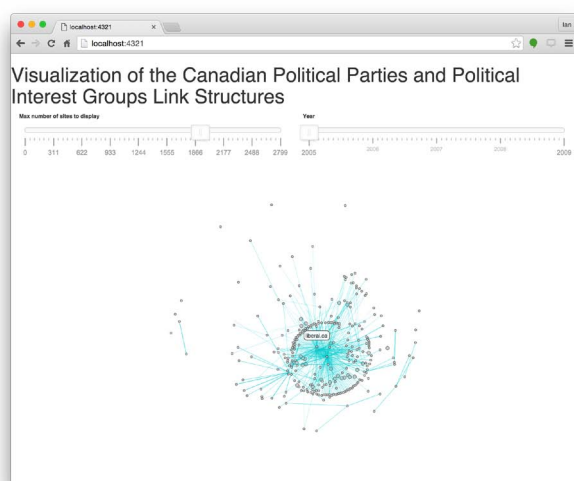 localhost:4321
Ian
localhost:4321
Visualization of the Canadian Political Parties and Political
Interest Groups Link Structures
Max number of sites to display
Year
0 311 622 933 1244 1555 1866 2177 2488 2799
2005 2006 2007 2008 2009
liberal.ca